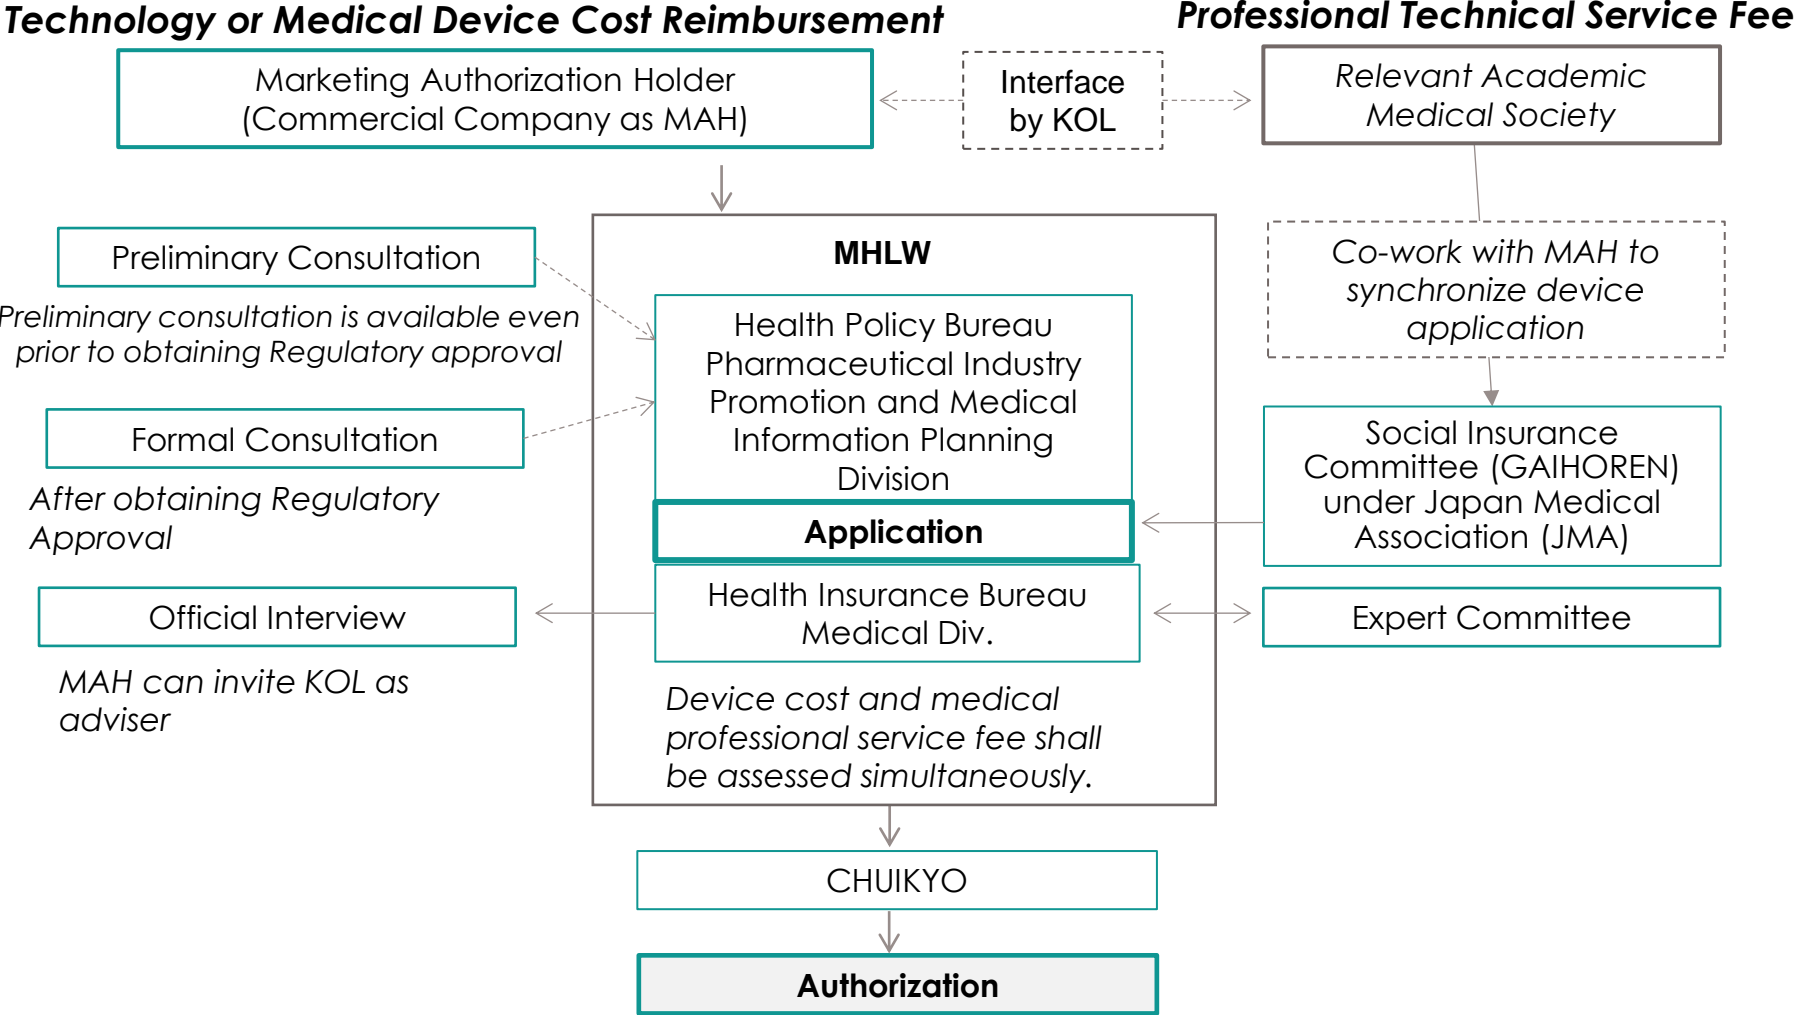 Technology or Medical Device Cost Reimbursement
Professional Technical Service Fee
Marketing Authorization Holder
(Commercial Company as MAH)
Interface
by KOL
Relevant Academic
Medical Society
Preliminary Consultation
Preliminary consultation is available even
prior to obtaining Regulatory approval
Formal Consultation
After obtaining Regulatory
Approval
Official Interview
MAH can invite KOL as
adviser
MHLW
Health Policy Bureau
Pharmaceutical Industry
Promotion and Medical
Information Planning
Division
Application
Health Insurance Bureau
Medical Div.
Device cost and medical
professional service fee shall
be assessed simultaneously.
Co-work with MAH to
synchronize device
application
Social Insurance
Committee (GAIHOREN)
under Japan Medical
Association (JMA)
Expert Committee
CHUIKYO
Authorization